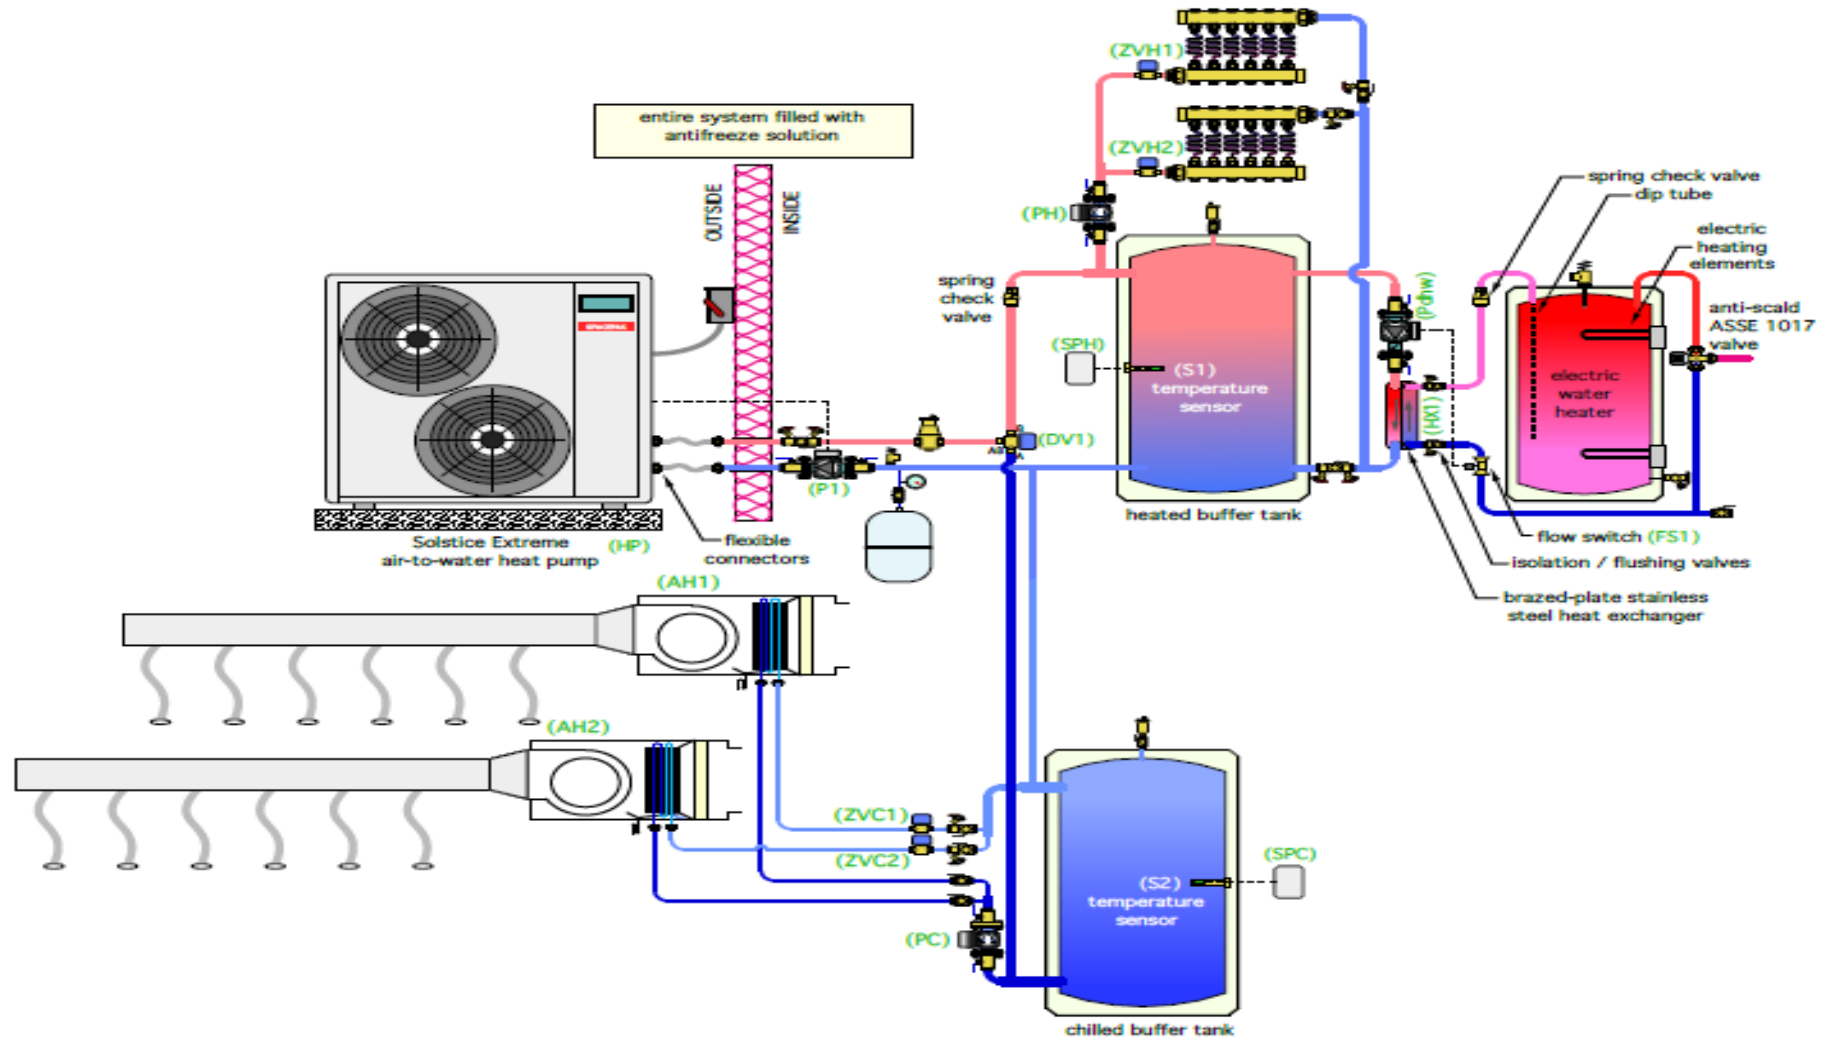 (ZVH1)
entire system filled with
antifreeze solution
(ZVH2)
OUTSIDE
INSIDE
(PH)
spring check valve
dip tube
electric
heating
elements
spring
check
valve
(Pdhw)
anti-scald
ASSE 1017
valve
(SPH)
(S1)
temperature
sensor
electric
water
heater
(HX1)
B
(DV1)
AB
A
(P1)
heated buffer tank
Solstice Extreme
air-to-water heat pump
(HP)
flexible
connectors
flow switch (FS1)
isolation / flushing valves
brazed-plate stainless
steel heat exchanger
(AH1)
(AH2)
(ZVC1)
(ZVC2)
(S2)
temperature
sensor
(SPC)
(PC)
chilled buffer tank